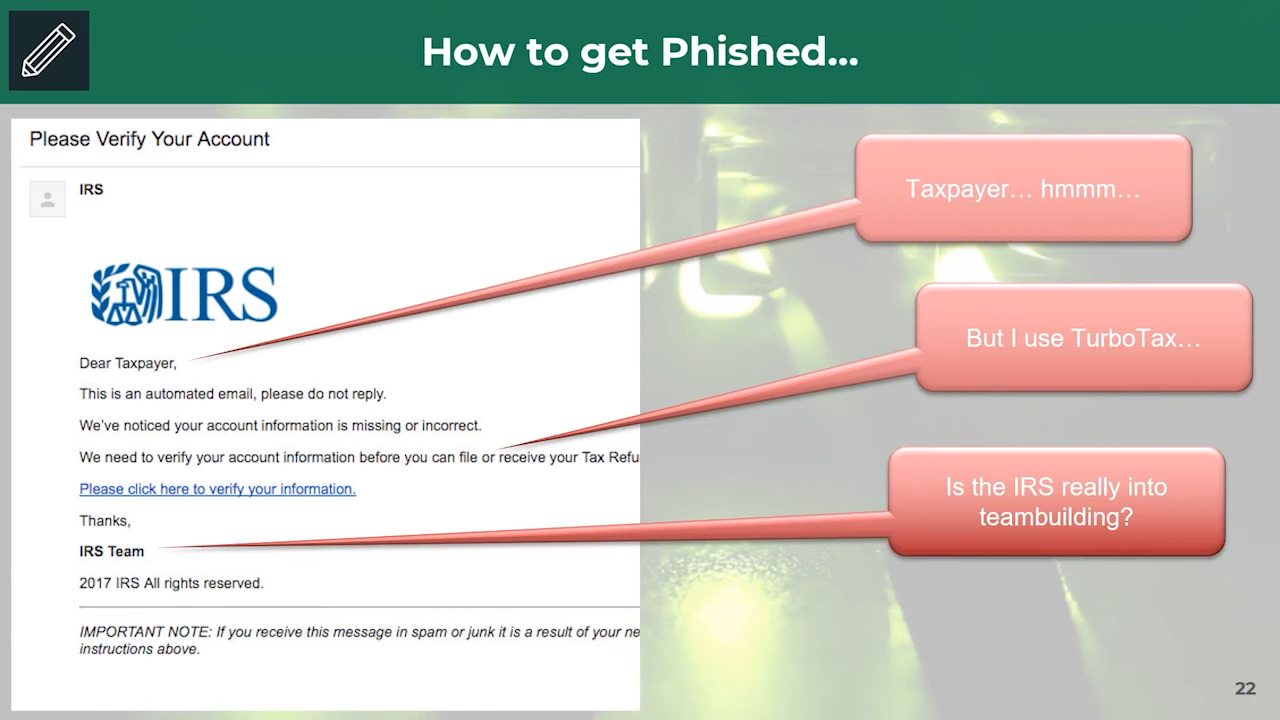 How to get Phished...
Please Verify Your Account
IRS
IRS
Dear Taxpayer,
This is an automated email, please do not reply.
We've noticed your account information is missing or incorrect.
We need to verify your account information before you can file or receive your Tax Refu
Please click here to verify your information.
Thanks,
IRS Team
2017 IRS All rights reserved.
IMPORTANT NOTE: If you receive this message in spam or junk it is a result of your ne
instructions above.
Taxpayer... hmmm...
But I use TurboTax...
Is the IRS really into
teambuilding?
22